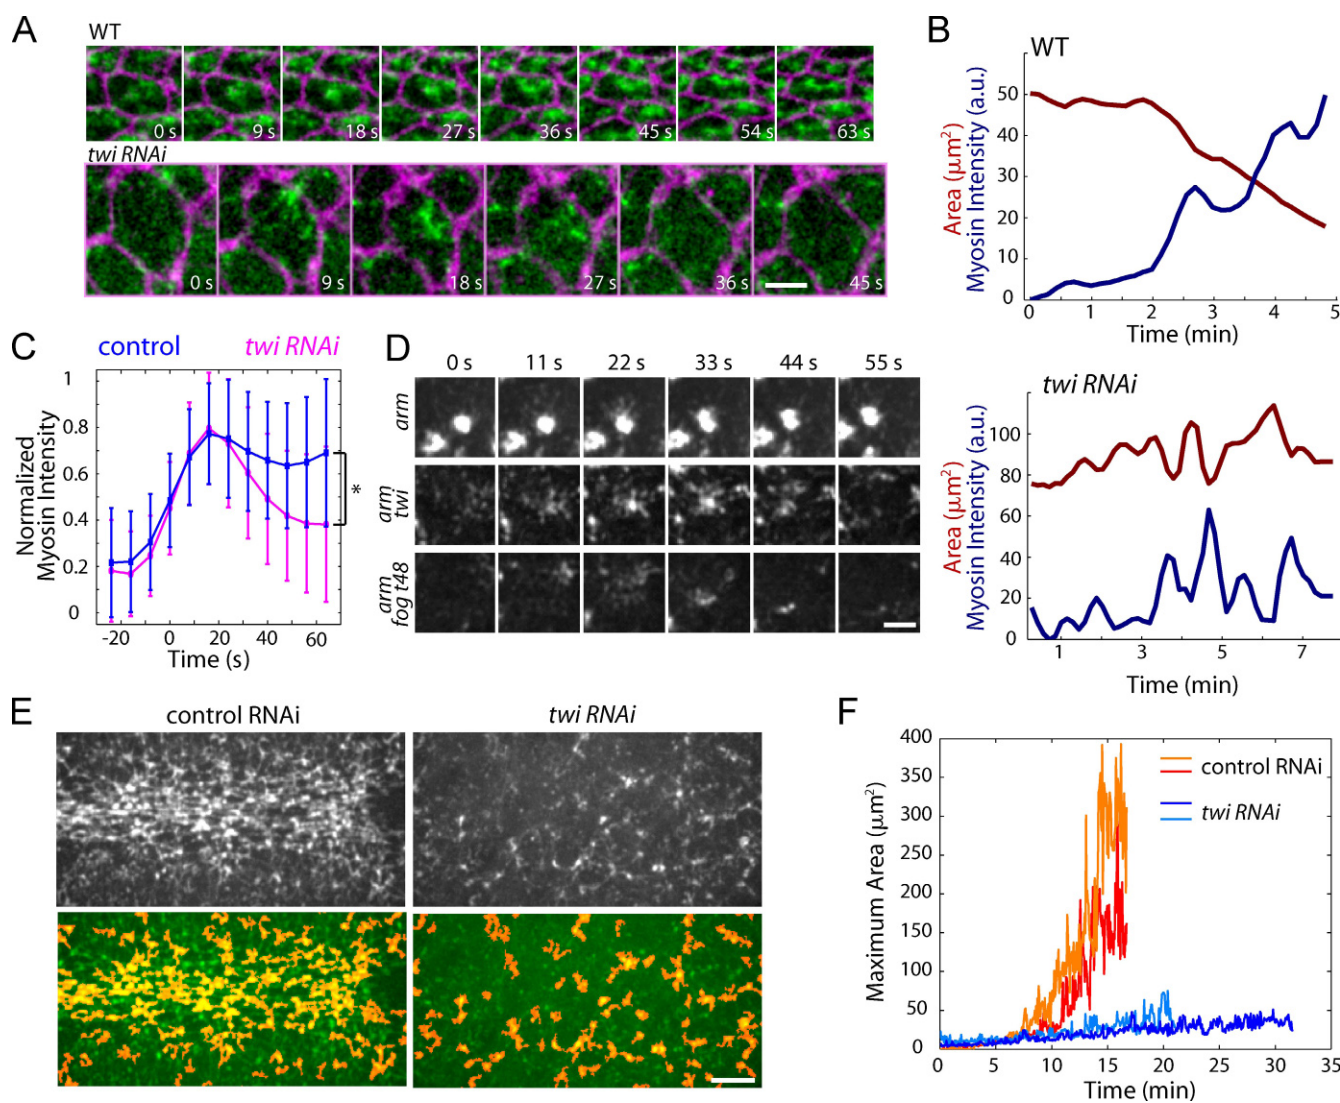 A
WT
0 s 9 s 18 s 27 s 36 s 45 s 54 s 63 s
twi RNAi
0 s 9 s 18 s 27 s 36 s 45 s
B
WT
Area (μm²)
Myosin Intensity (a.u.)
50
40
30
20
10
0
0 1 2 3 4 5
Time (min)
twi RNAi
Area (μm²)
Myosin Intensity (a.u.)
100
80
60
40
20
0
1 3 5 7
Time (min)
C
control twi RNAi
Normalized
Myosin Intensity
1
0.8
0.6
0.4
0.2
0
*
-20 0 20 40 60
Time (s)
D
0 s 11 s 22 s 33 s 44 s 55 s
arm
arm
twi
arm
fog t48
E
control RNAi twi RNAi
F
Maximum Area (μm²)
400
350
300
250
200
150
100
50
0
control RNAi
twi RNAi
0 5 10 15 20 25 30 35
Time (min)